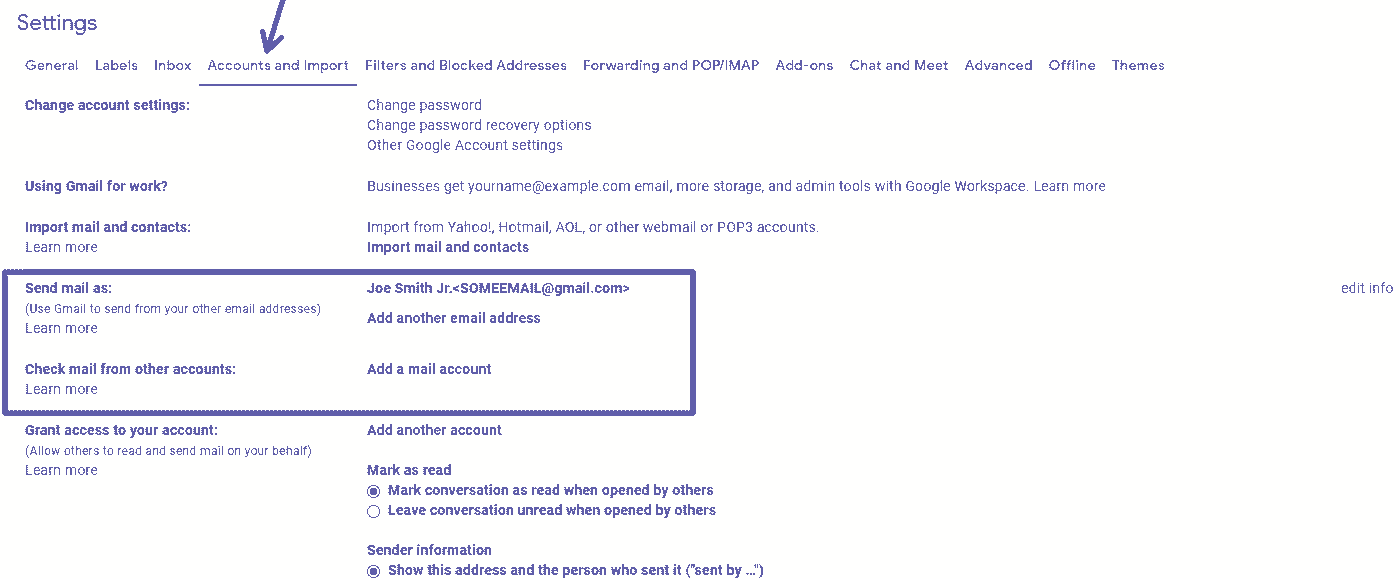 Settings
General Labels Inbox Accounts and Import Filters and Blocked Addresses Forwarding and POP/IMAP Add-ons Chat and Meet Advanced Offline Themes
Change account settings: Change password
Change password recovery options
Other Google Account settings
Using Gmail for work? Businesses get yourname@example.com email, more storage, and admin tools with Google Workspace. Learn more
Import mail and contacts: Import from Yahoo!, Hotmail, AOL, or other webmail or POP3 accounts.
Learn more Import mail and contacts
Send mail as: Joe Smith Jr.<SOMEEMAIL@gmail.com> edit info
(Use Gmail to send from your other email addresses)
Add another email address
Learn more
Check mail from other accounts: Add a mail account
Learn more
Grant access to your account: Add another account
(Allow others to read and send mail on your behalf)
Learn more Mark as read
Mark conversation as read when opened by others
Leave conversation unread when opened by others
Sender information
Show this address and the person who sent it ("sent by ...")